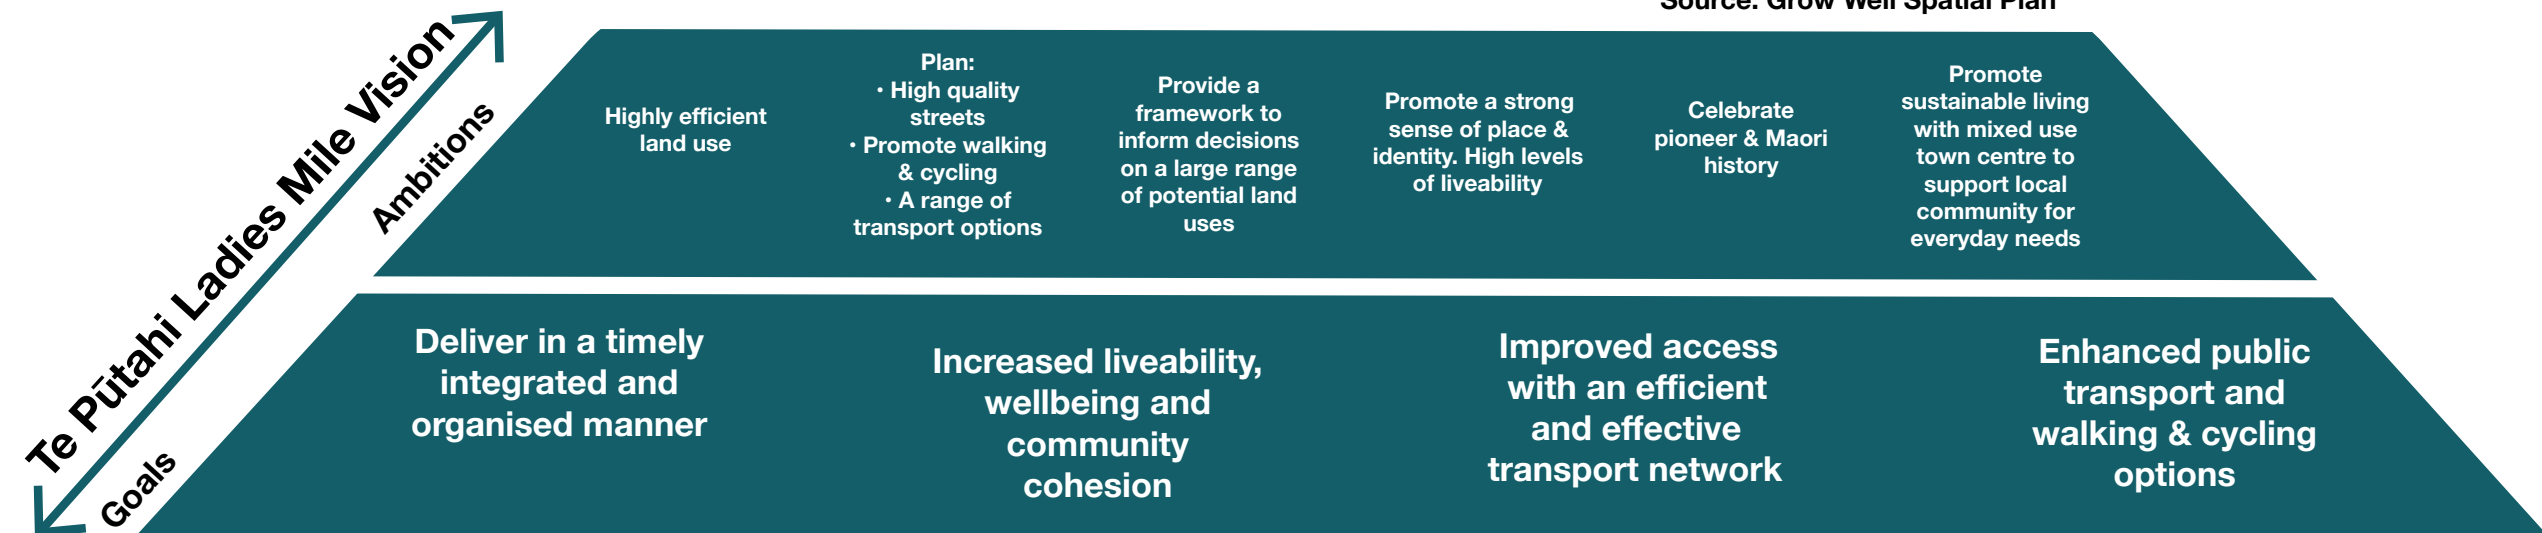 Source: Grow Well Spatial Plan
Te Pūtahi Ladies Mile Vision
Ambitions
Highly efficient
land use
Plan:
• High quality
streets
• Promote walking
& cycling
• A range of
transport options
Provide a
framework to
inform decisions
on a large range
of potential land
uses
Promote a strong
sense of place &
identity. High levels
of liveability
Celebrate
pioneer & Maori
history
Promote
sustainable living
with mixed use
town centre to
support local
community for
everyday needs
Goals
Deliver in a timely
integrated and
organised manner
Increased liveability,
wellbeing and
community
cohesion
Improved access
with an efficient
and effective
transport network
Enhanced public
transport and
walking & cycling
options